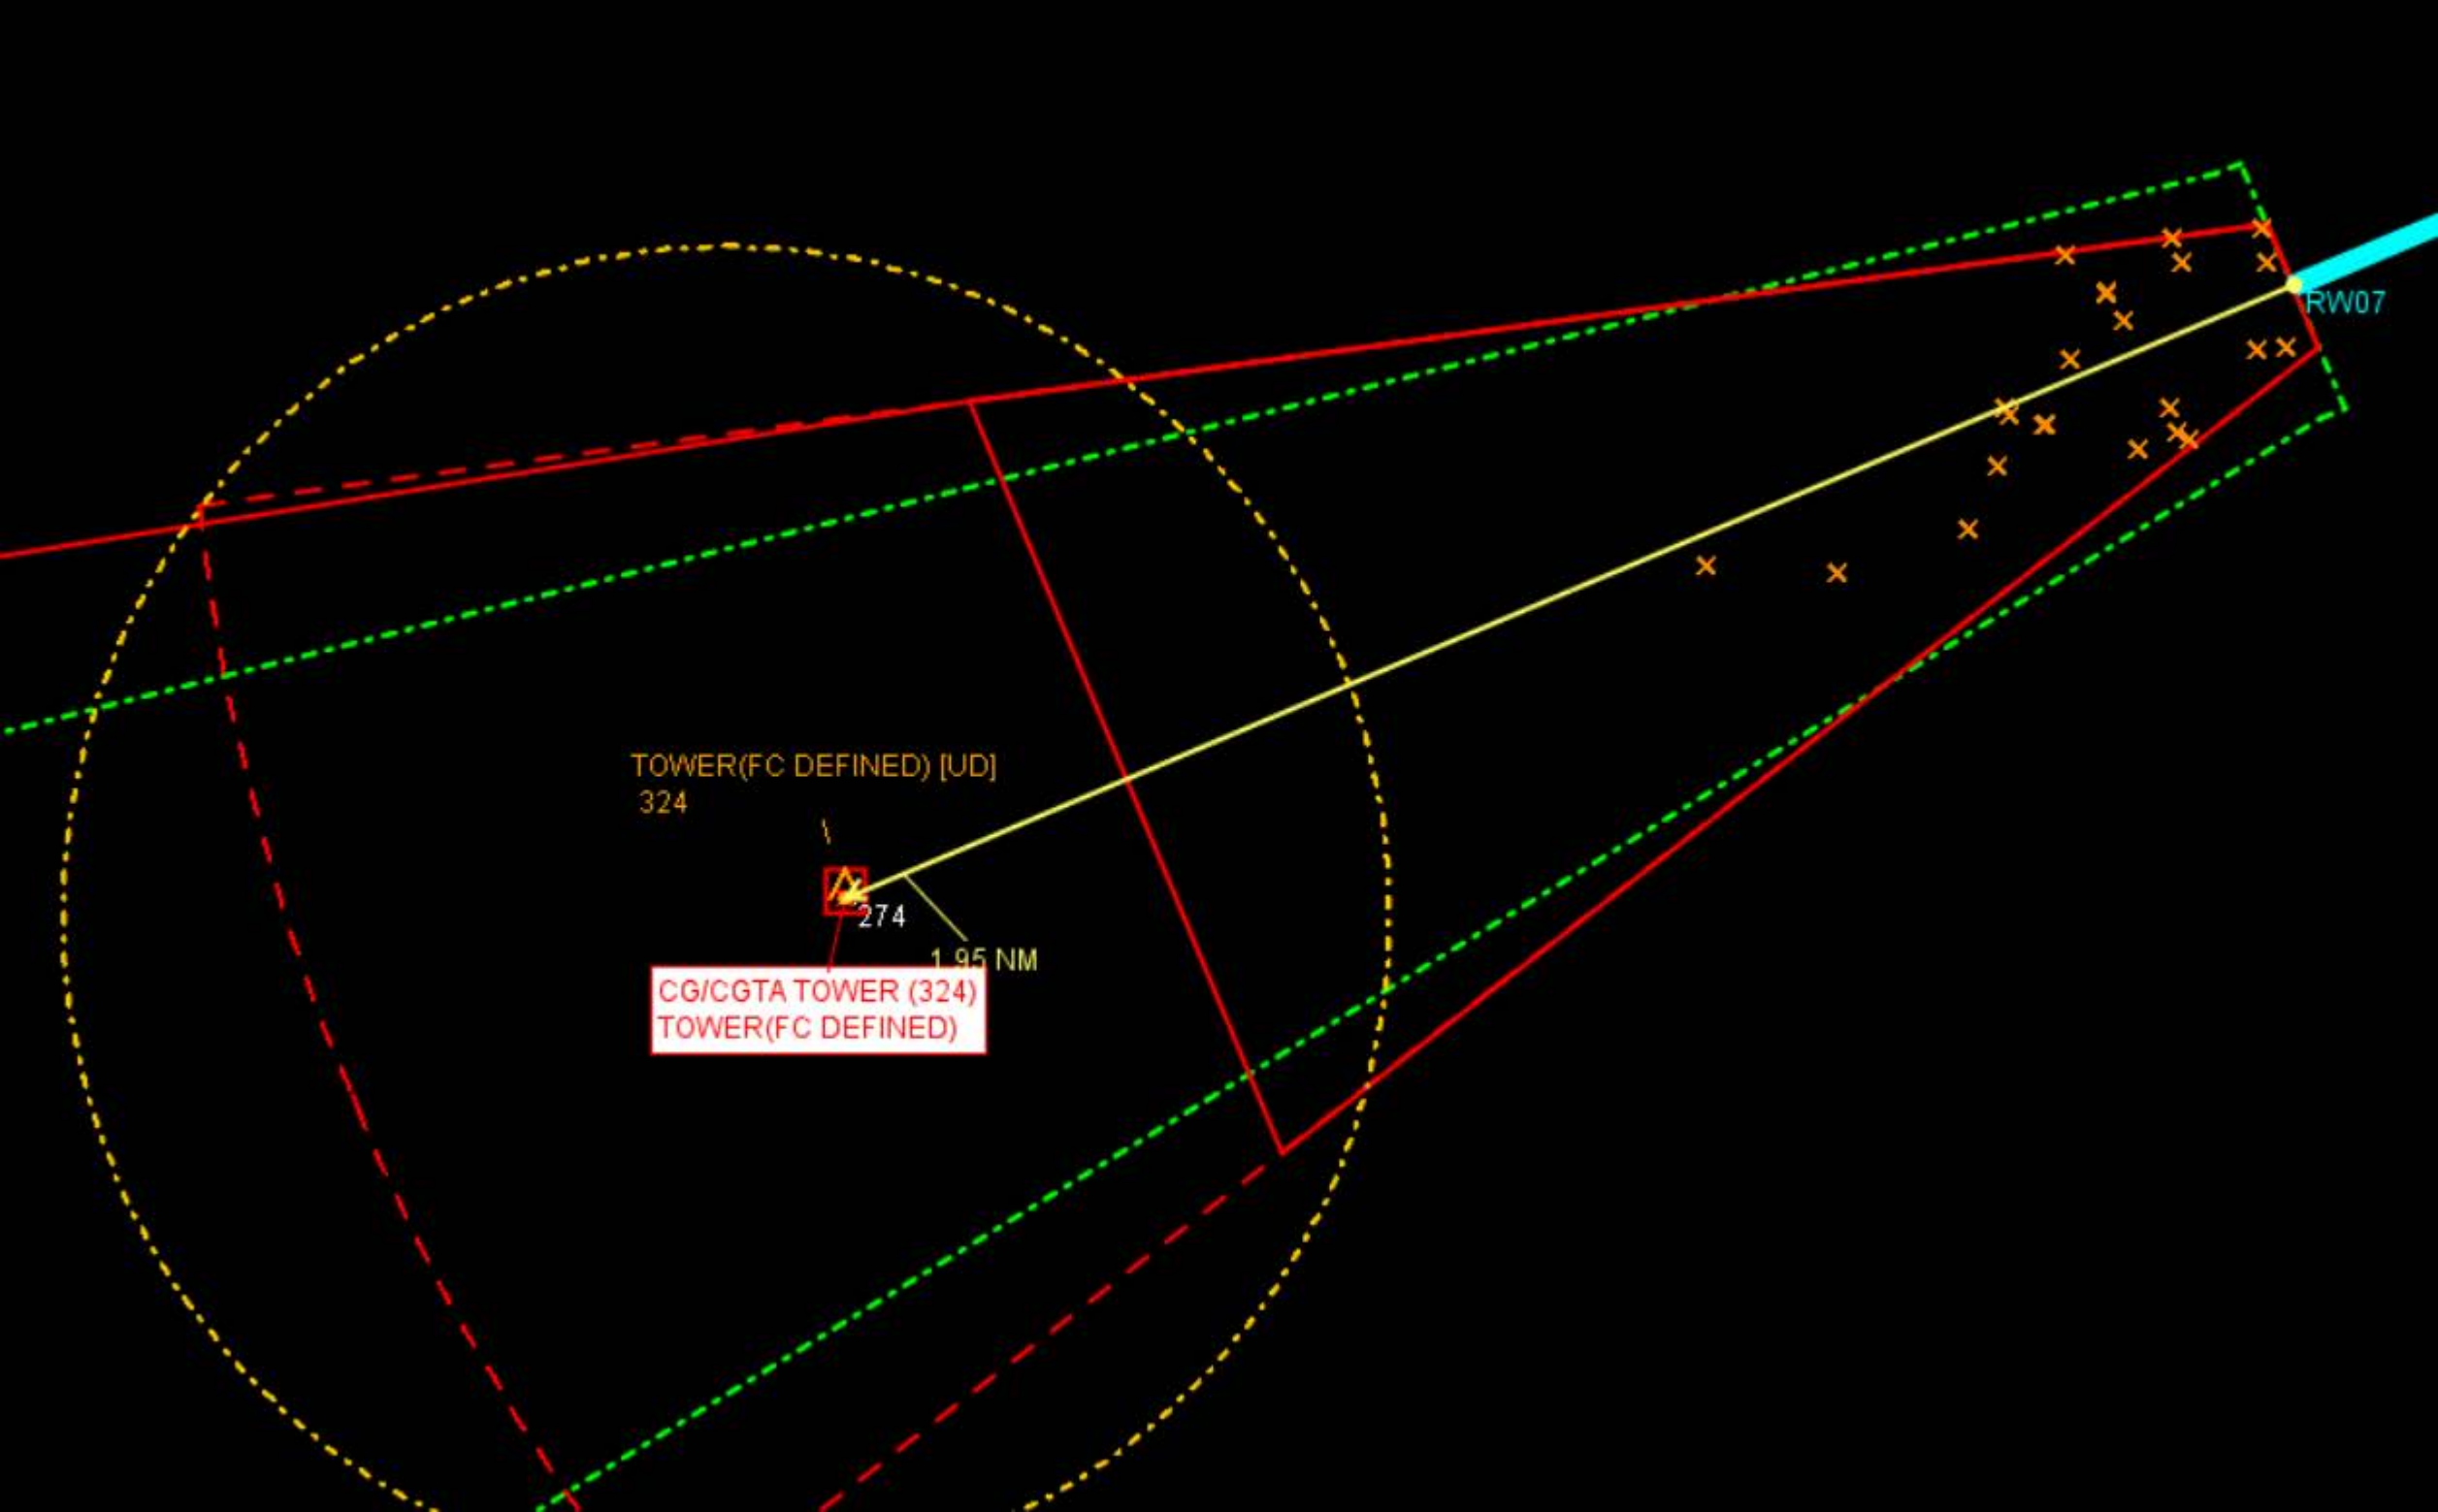 RW07
TOWER(FC DEFINED) [UD]
324
274
1.95 NM
CG/CGTA TOWER (324)
TOWER(FC DEFINED)